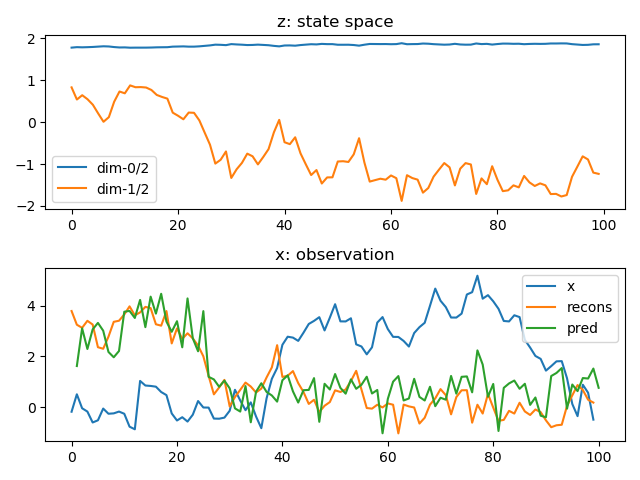 z: state space
2
1
0
−1
−2
dim-0/2
dim-1/2
0 20 40 60 80 100
x: observation
4
2
0
x
recons
pred
0 20 40 60 80 100